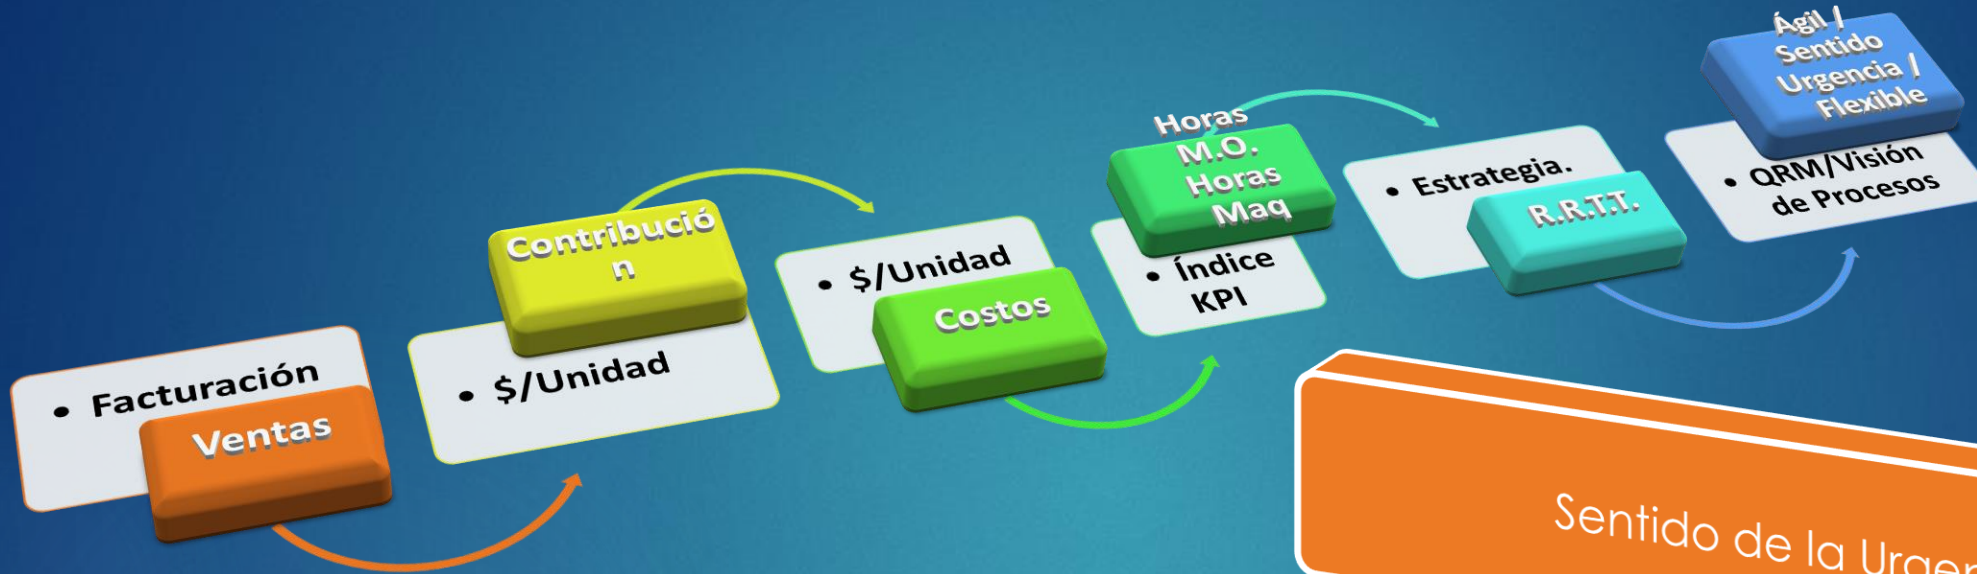 • Facturación
Ventas
Contribució
n
• $/Unidad
• $/Unidad
Costos
Horas
M.O.
Horas
Maq
• Índice
KPI
• Estrategia.
R.R.T.T.
Ágil /
Sentido
Urgencia /
Flexible
• QRM/Visión
de Procesos
Sentido de la